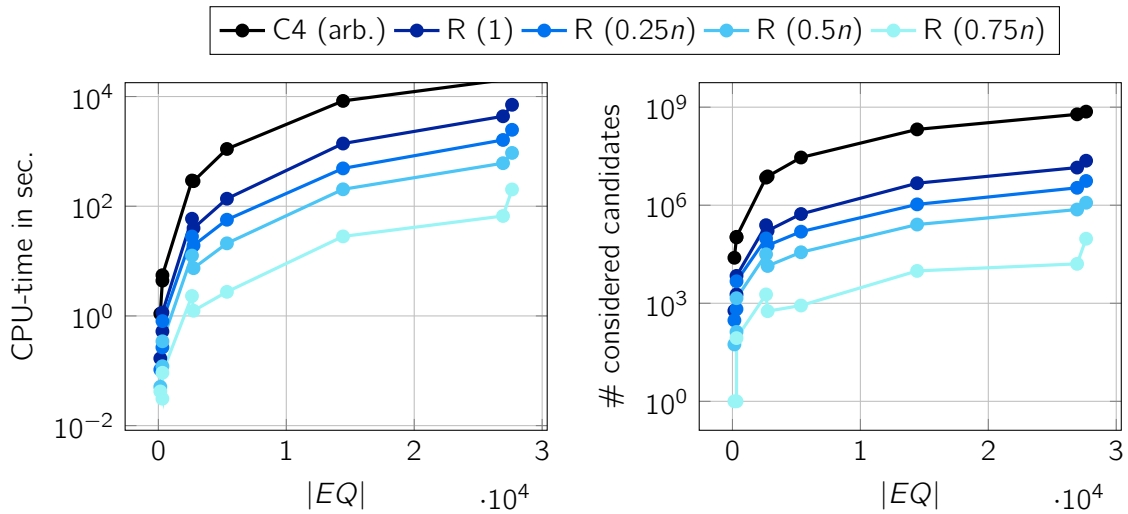 C4 (arb.) R (1) R (0.25n) R (0.5n) R (0.75n)
CPU-time in sec.
10^4
10^2
10^0
10^−2
0 1 2 3
|EQ|
·10^4
# considered candidates
10^9
10^6
10^3
10^0
0 1 2 3
|EQ|
·10^4